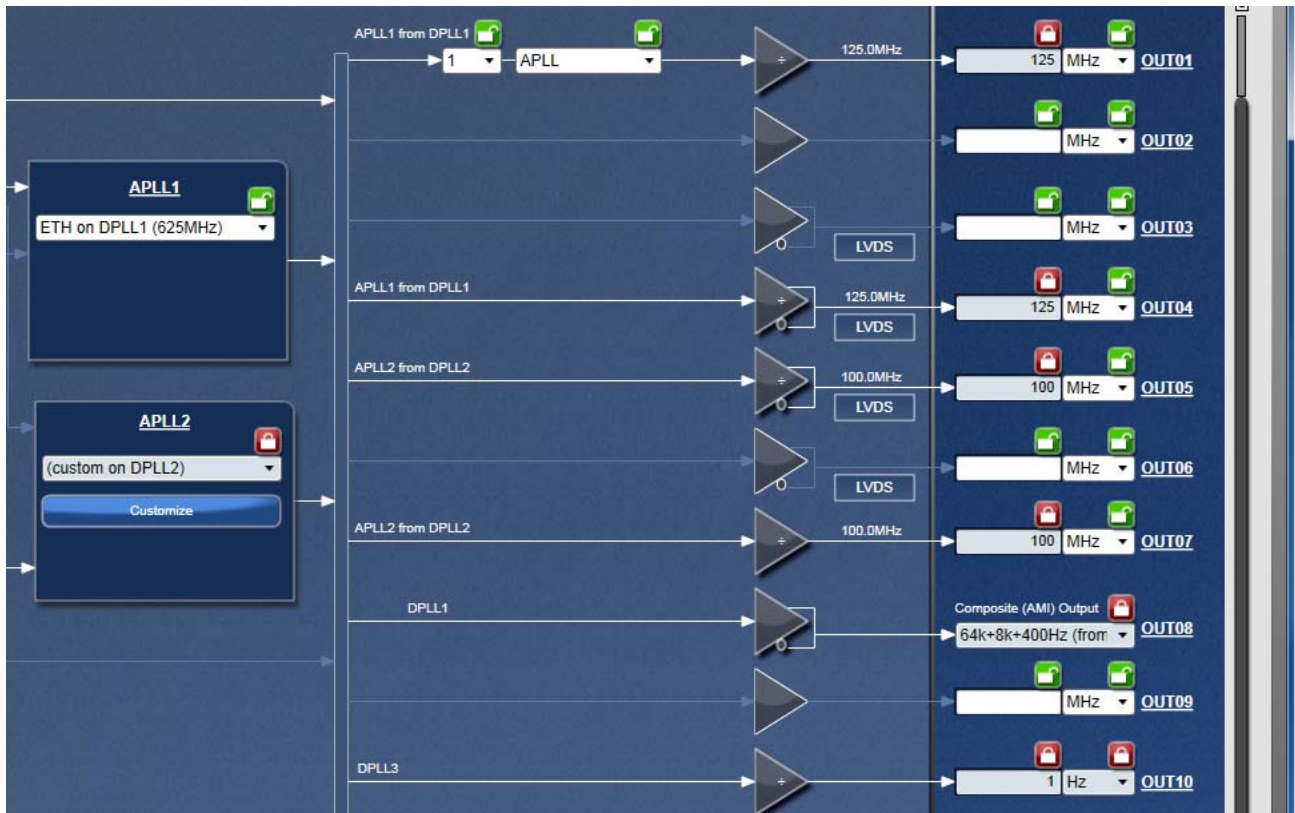 APLL1 from DPLL1
1 APLL ÷ 125.0MHz 125 MHz OUT01
MHz OUT02
APLL1
ETH on DPLL1 (625MHz)
MHz OUT03
LVDS
APLL1 from DPLL1
÷ 125.0MHz 125 MHz OUT04
LVDS
APLL2 from DPLL2
÷ 100.0MHz 100 MHz OUT05
LVDS
APLL2
(custom on DPLL2)
Customize
MHz OUT06
LVDS
APLL2 from DPLL2
÷ 100.0MHz 100 MHz OUT07
DPLL1
Composite (AMI) Output
64k+8k+400Hz (from OUT08
MHz OUT09
DPLL3
÷ 1 Hz OUT10